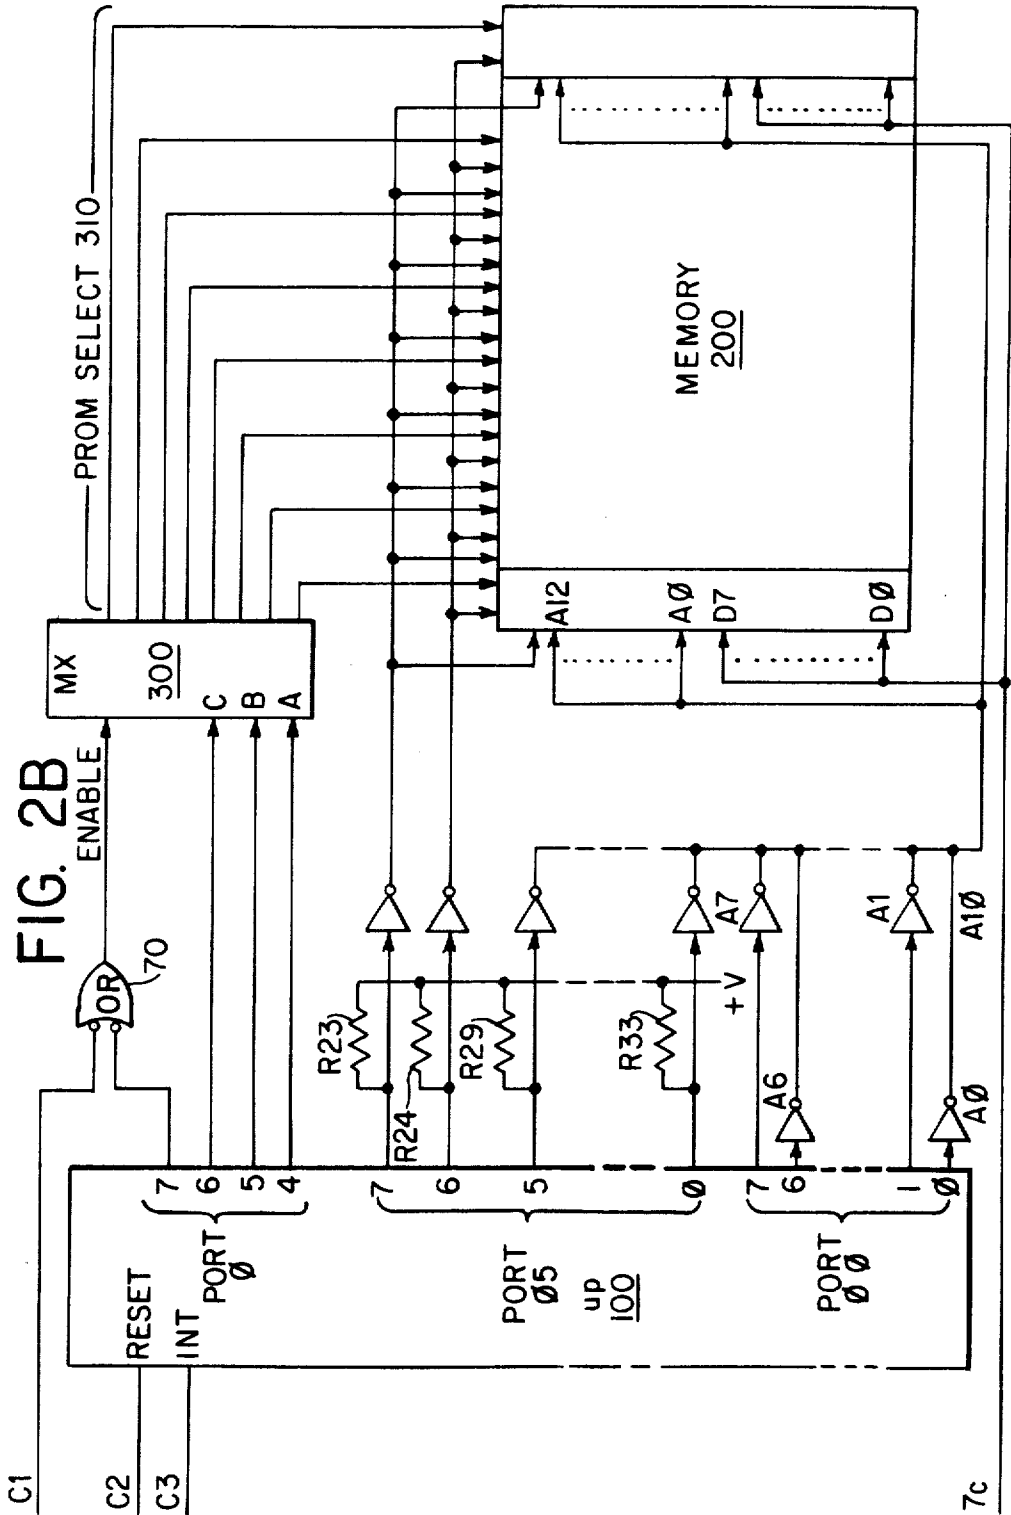 FIG. 2B
PROM SELECT 310
MX
300
C
B
A
ENABLE
OR
70
MEMORY
200
A12
AØ
D7
DØ
R23
R24
R29
R33
+V
A7
A6
A1
A1Ø
AØ
C1
C2
C3
RESET
INT
7
6
5
4
PORT
Ø
7
6
5
Ø
PORT
Ø5
up
100
7
6
1
Ø
PORT
ØØ
7c